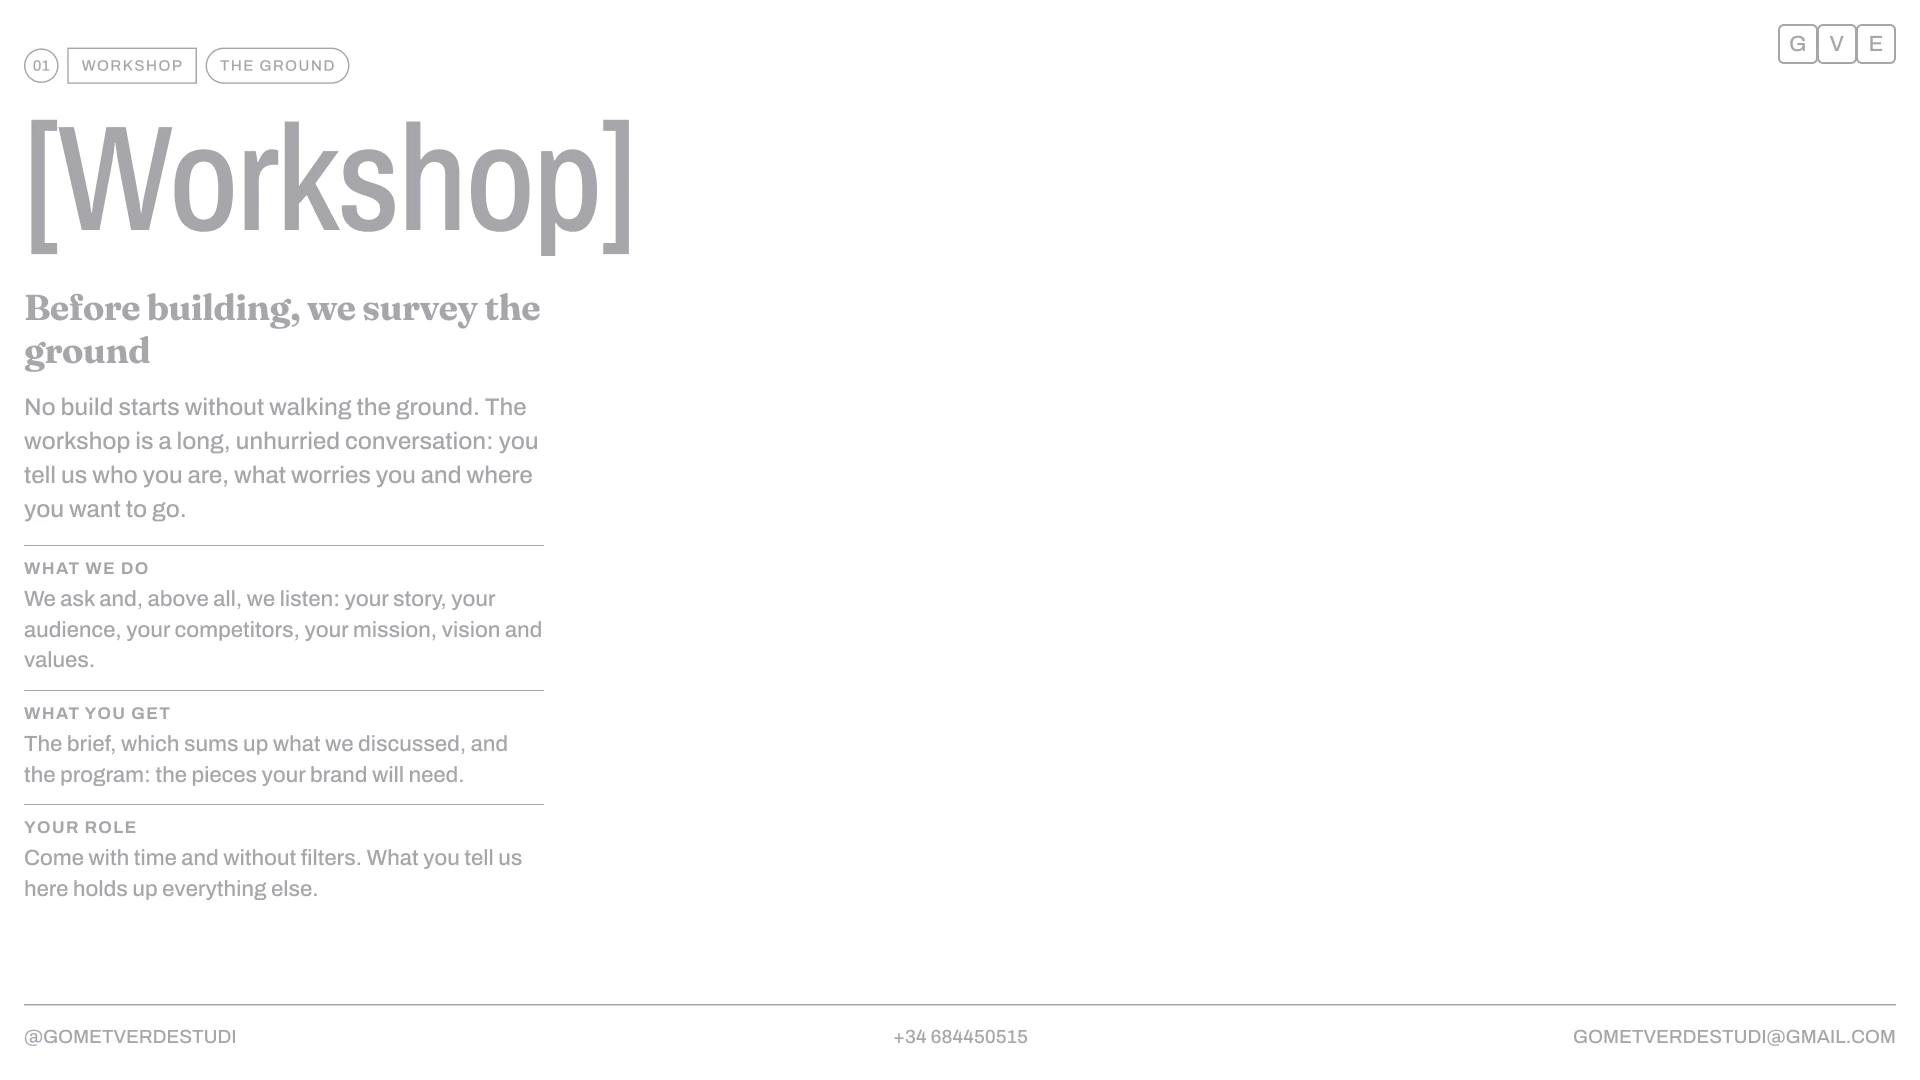 01 WORKSHOP THE GROUND
G V E
[Workshop]
Before building, we survey the
ground
No build starts without walking the ground. The
workshop is a long, unhurried conversation: you
tell us who you are, what worries you and where
you want to go.
WHAT WE DO
We ask and, above all, we listen: your story, your
audience, your competitors, your mission, vision and
values.
WHAT YOU GET
The brief, which sums up what we discussed, and
the program: the pieces your brand will need.
YOUR ROLE
Come with time and without filters. What you tell us
here holds up everything else.
@GOMETVERDESTUDI
+34 684450515
GOMETVERDESTUDI@GMAIL.COM